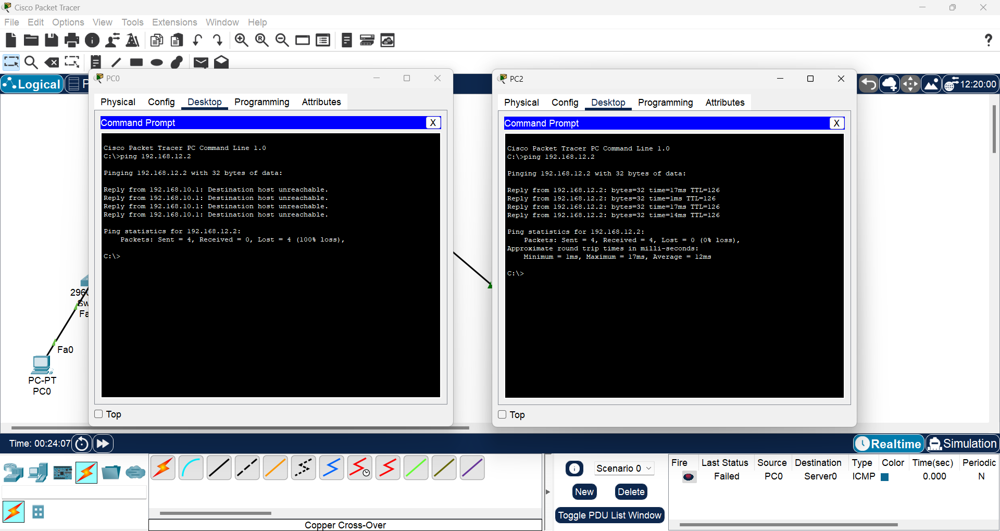 Cisco Packet Tracer
File Edit Options View Tools Extensions Window Help
Logical
P
12:20:00
PC0
Physical Config Desktop Programming Attributes
Command Prompt X
Cisco Packet Tracer PC Command Line 1.0
C:\>ping 192.168.12.2
Pinging 192.168.12.2 with 32 bytes of data:
Reply from 192.168.10.1: Destination host unreachable.
Reply from 192.168.10.1: Destination host unreachable.
Reply from 192.168.10.1: Destination host unreachable.
Reply from 192.168.10.1: Destination host unreachable.
Ping statistics for 192.168.12.2:
Packets: Sent = 4, Received = 0, Lost = 4 (100% loss),
C:\>
Top
PC2
Physical Config Desktop Programming Attributes
Command Prompt X
Cisco Packet Tracer PC Command Line 1.0
C:\>ping 192.168.12.2
Pinging 192.168.12.2 with 32 bytes of data:
Reply from 192.168.12.2: bytes=32 time=17ms TTL=126
Reply from 192.168.12.2: bytes=32 time=1ms TTL=126
Reply from 192.168.12.2: bytes=32 time=17ms TTL=126
Reply from 192.168.12.2: bytes=32 time=14ms TTL=126
Ping statistics for 192.168.12.2:
Packets: Sent = 4, Received = 4, Lost = 0 (0% loss),
Approximate round trip times in milli-seconds:
Minimum = 1ms, Maximum = 17ms, Average = 12ms
C:\>
Top
296
Sw
Fa
Fa0
PC-PT
PC0
Time: 00:24:07
Realtime
Simulation
Copper Cross-Over
Scenario 0
New
Delete
Toggle PDU List Window
Fire Last Status Source Destination Type Color Time(sec) Periodic
Failed PC0 Server0 ICMP 0.000 N